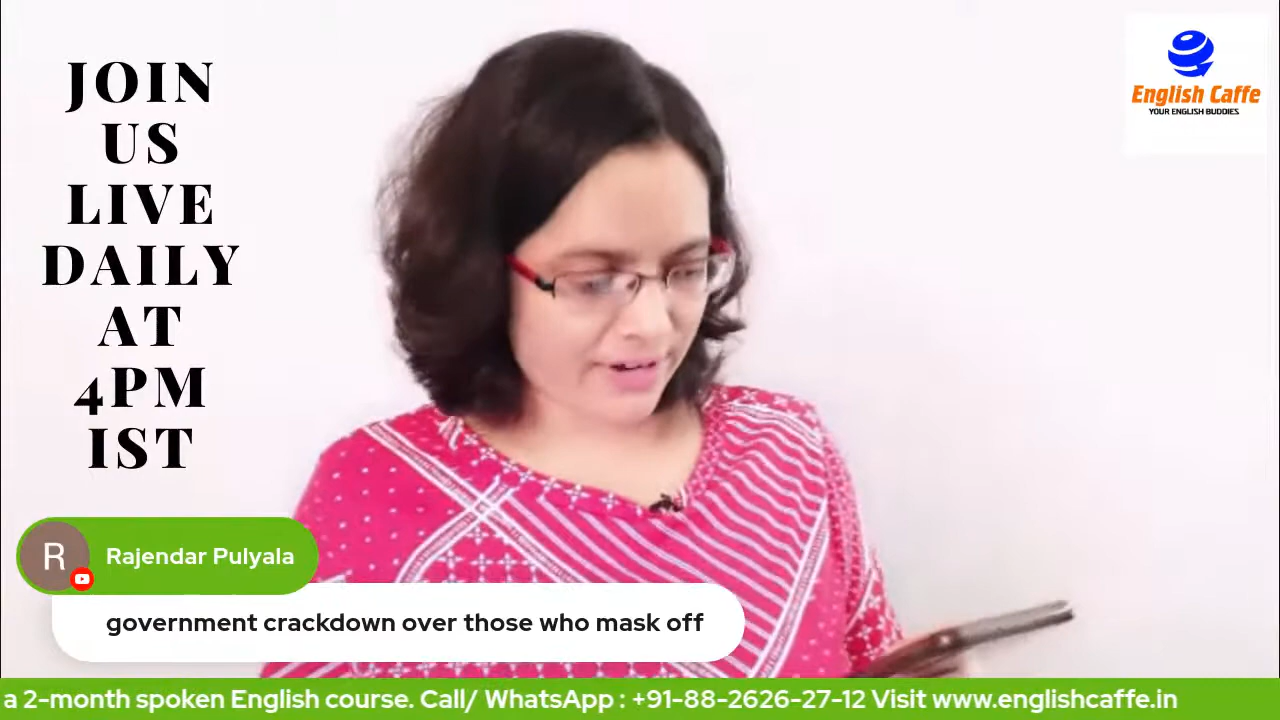 JOIN
US
LIVE
DAILY
AT
4PM
IST
English Caffe
YOUR ENGLISH BUDDIES
R
Rajendar Pulyala
government crackdown over those who mask off
a 2-month spoken English course. Call/ WhatsApp : +91-88-2626-27-12 Visit www.englishcaffe.in